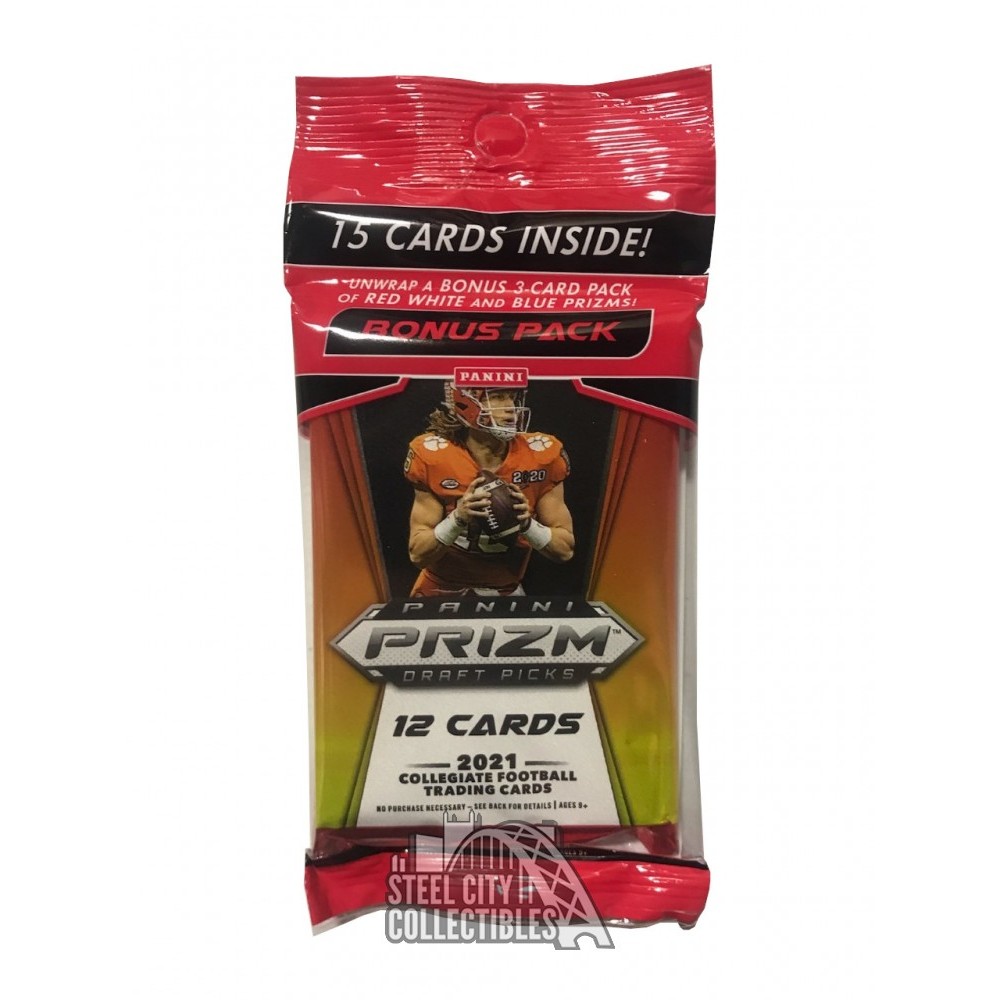 15 CARDS INSIDE!
UNWRAP A BONUS 3-CARD PACK
OF RED WHITE AND BLUE PRIZMS!
BONUS PACK
PANINI
2020
PANINI
PRIZM™
DRAFT PICKS
12 CARDS
2021
COLLEGIATE FOOTBALL
TRADING CARDS
NO PURCHASE NECESSARY – SEE BACK FOR DETAILS | AGES 9+
STEEL CITY
COLLECTIBLES